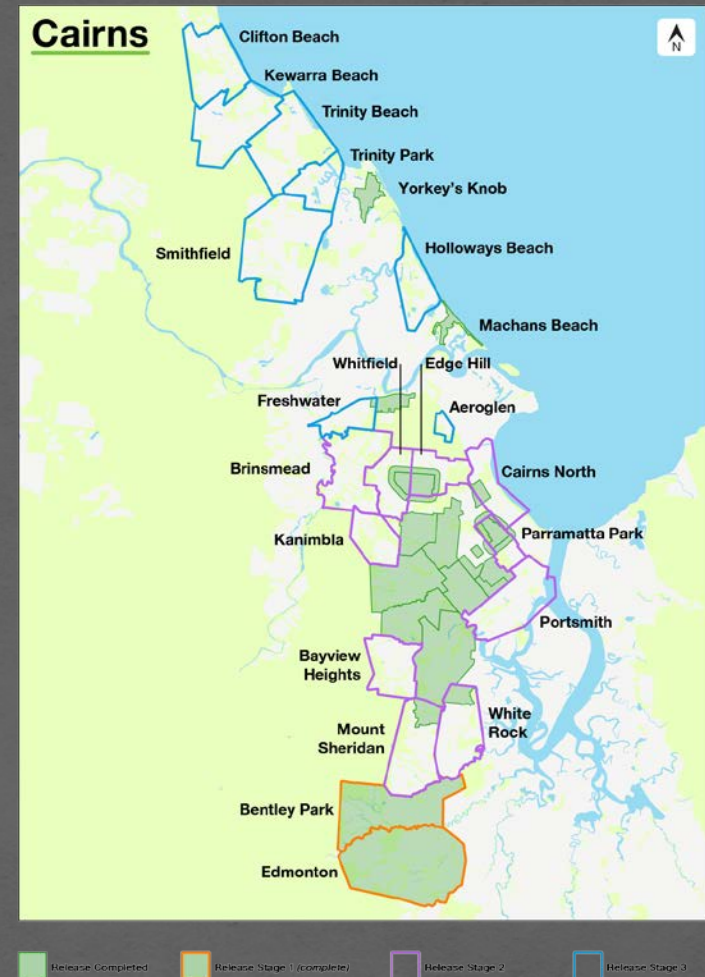 Cairns
N
Clifton Beach
Kewarra Beach
Trinity Beach
Trinity Park
Yorkey's Knob
Smithfield
Holloways Beach
Machans Beach
Whitfield
Edge Hill
Freshwater
Aeroglen
Brinsmead
Cairns North
Kanimbla
Parramatta Park
Portsmith
Bayview
Heights
White
Rock
Mount
Sheridan
Bentley Park
Edmonton
Release Completed
Release Stage 1 (complete)
Release Stage 2
Release Stage 3